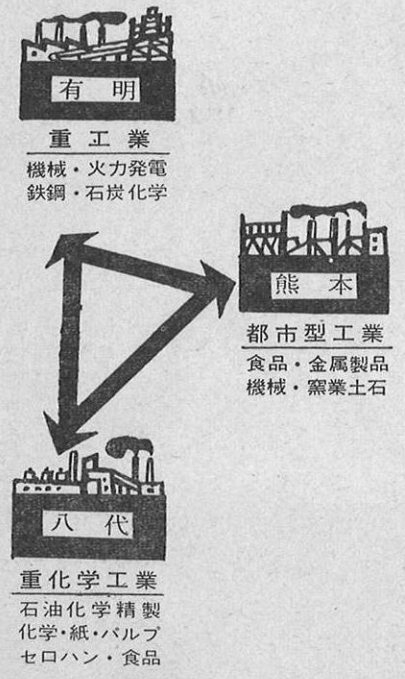 有明
重工業
機械・火力発電
鉄鋼・石炭化学
熊本
都市型工業
食品・金属製品
機械・窯業土石
八代
重化学工業
石油化学精製
化学・紙・パルプ
セロハン・食品